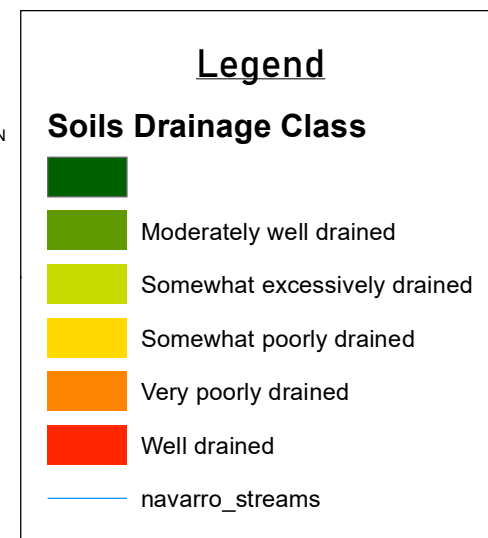 Legend
N
Soils Drainage Class
Moderately well drained
Somewhat excessively drained
Somewhat poorly drained
Very poorly drained
Well drained
navarro_streams